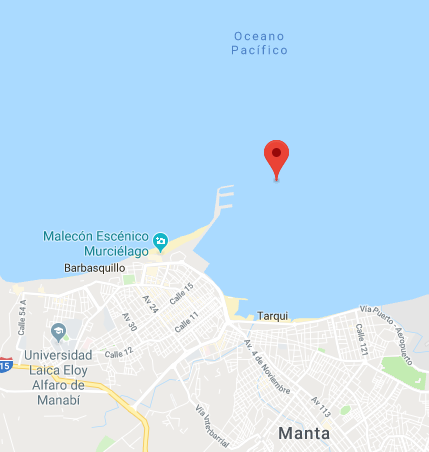 Oceano
Pacífico
Malecón Escénico
Murciélago
Barbasquillo
Calle 15
Av 24
Av 30
Calle 11
Calle 12
Calle 54 A
Tarqui
Vía Puerto - Aeropuerto
Calle 121
Av. 4 de Noviembre
Av 113
Vía Interbarrial
Universidad
Laica Eloy
Alfaro de
Manabí
15
Manta